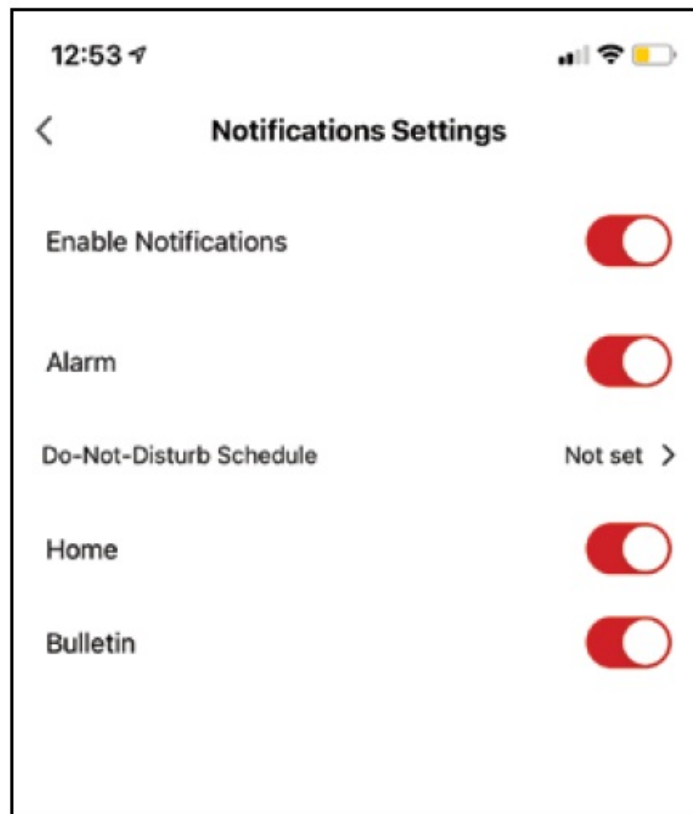 12:53
Notifications Settings
Enable Notifications
Alarm
Do-Not-Disturb Schedule Not set
Home
Bulletin